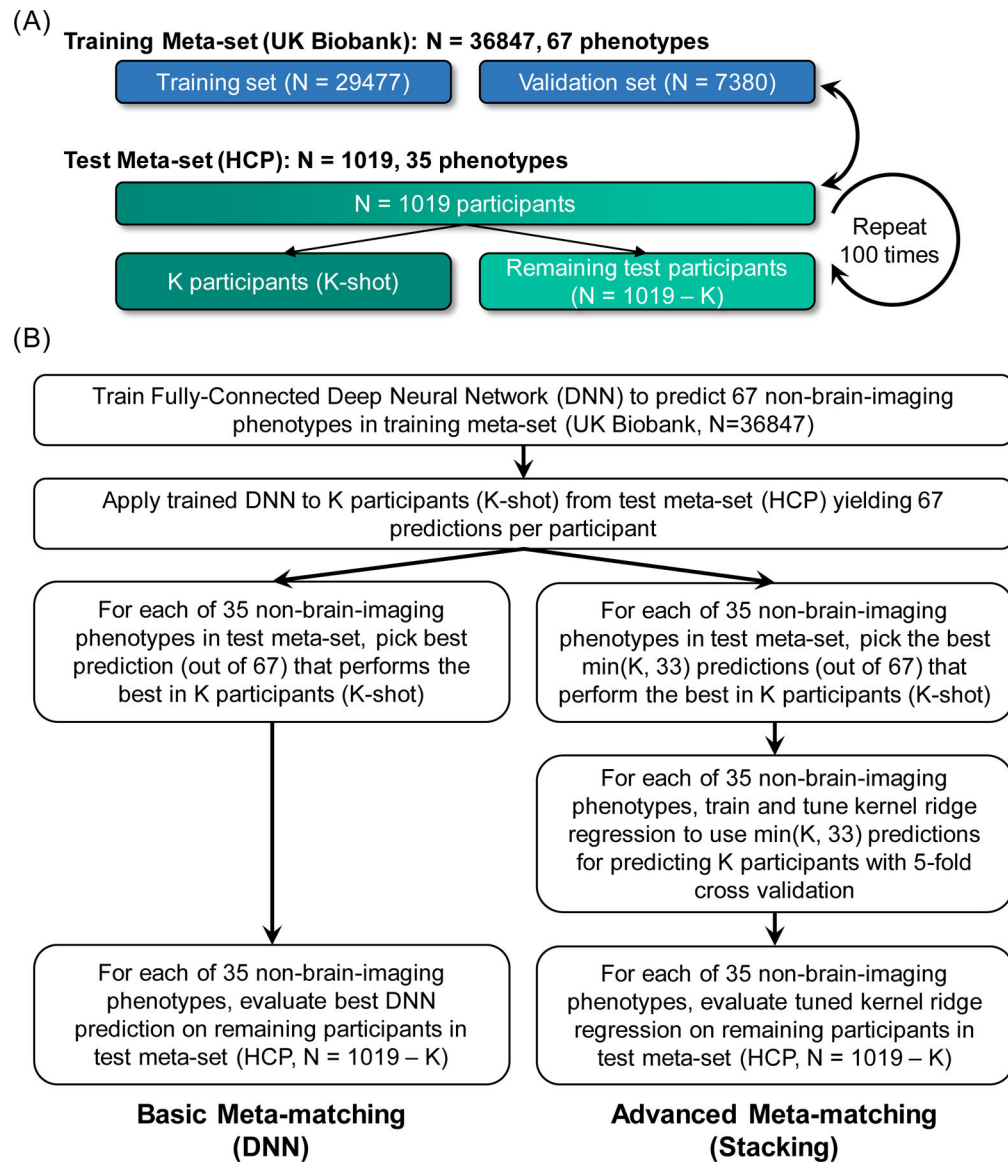 (A)
Training Meta-set (UK Biobank): N = 36847, 67 phenotypes
Training set (N = 29477)
Validation set (N = 7380)
Test Meta-set (HCP): N = 1019, 35 phenotypes
N = 1019 participants
Repeat
100 times
K participants (K-shot)
Remaining test participants
(N = 1019 – K)
(B)
Train Fully-Connected Deep Neural Network (DNN) to predict 67 non-brain-imaging
phenotypes in training meta-set (UK Biobank, N=36847)
Apply trained DNN to K participants (K-shot) from test meta-set (HCP) yielding 67
predictions per participant
For each of 35 non-brain-imaging
phenotypes in test meta-set, pick best
prediction (out of 67) that performs the
best in K participants (K-shot)
For each of 35 non-brain-imaging
phenotypes in test meta-set, pick the best
min(K, 33) predictions (out of 67) that
perform the best in K participants (K-shot)
For each of 35 non-brain-imaging
phenotypes, train and tune kernel ridge
regression to use min(K, 33) predictions
for predicting K participants with 5-fold
cross validation
For each of 35 non-brain-imaging
phenotypes, evaluate best DNN
prediction on remaining participants in
test meta-set (HCP, N = 1019 – K)
For each of 35 non-brain-imaging
phenotypes, evaluate tuned kernel ridge
regression on remaining participants in
test meta-set (HCP, N = 1019 – K)
Basic Meta-matching
(DNN)
Advanced Meta-matching
(Stacking)